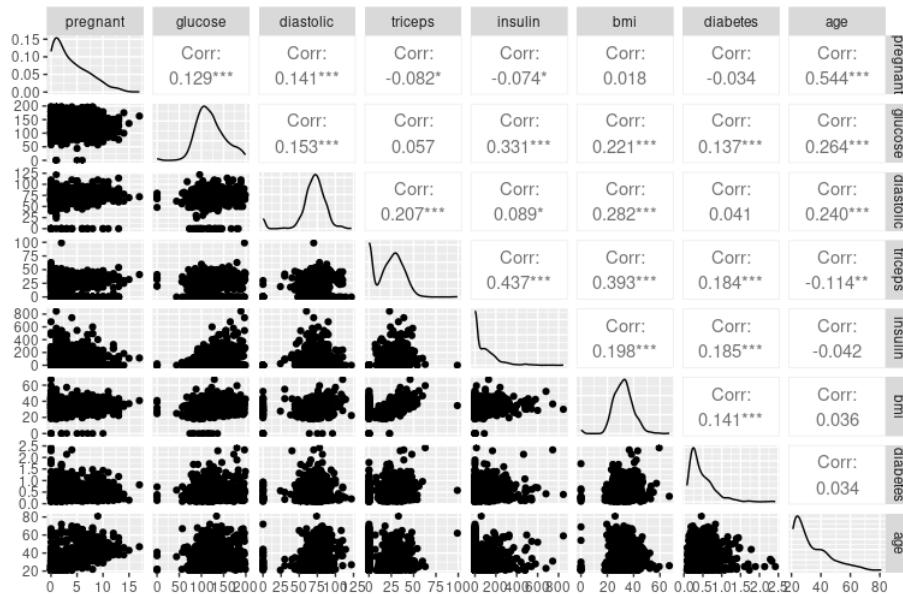 pregnant glucose diastolic triceps insulin bmi diabetes age
0.15
0.10
0.05
0.00
Corr: Corr: Corr: Corr: Corr: Corr: Corr:
0.129*** 0.141*** -0.082* -0.074* 0.018 -0.034 0.544***
pregnant
200
150
100
50
0
Corr: Corr: Corr: Corr: Corr: Corr:
0.153*** 0.057 0.331*** 0.221*** 0.137*** 0.264***
glucose
125
100
75
50
25
0
Corr: Corr: Corr: Corr: Corr:
0.207*** 0.089* 0.282*** 0.041 0.240***
diastolic
100
75
50
25
0
Corr: Corr: Corr: Corr:
0.437*** 0.393*** 0.184*** -0.114**
triceps
800
600
400
200
0
Corr: Corr: Corr:
0.198*** 0.185*** -0.042
insulin
60
40
20
0
Corr: Corr:
0.141*** 0.036
bmi
2.5
2.0
1.5
1.0
0.5
0.0
Corr:
0.034
diabetes
80
60
40
20
age
0 5 10 15 0 50 100 150 200 0 25 50 75 100 125 0 25 50 75 100 0 200 400 600 800 0 20 40 60 0.0 0.5 1.0 1.5 2.0 2.5 20 40 60 80